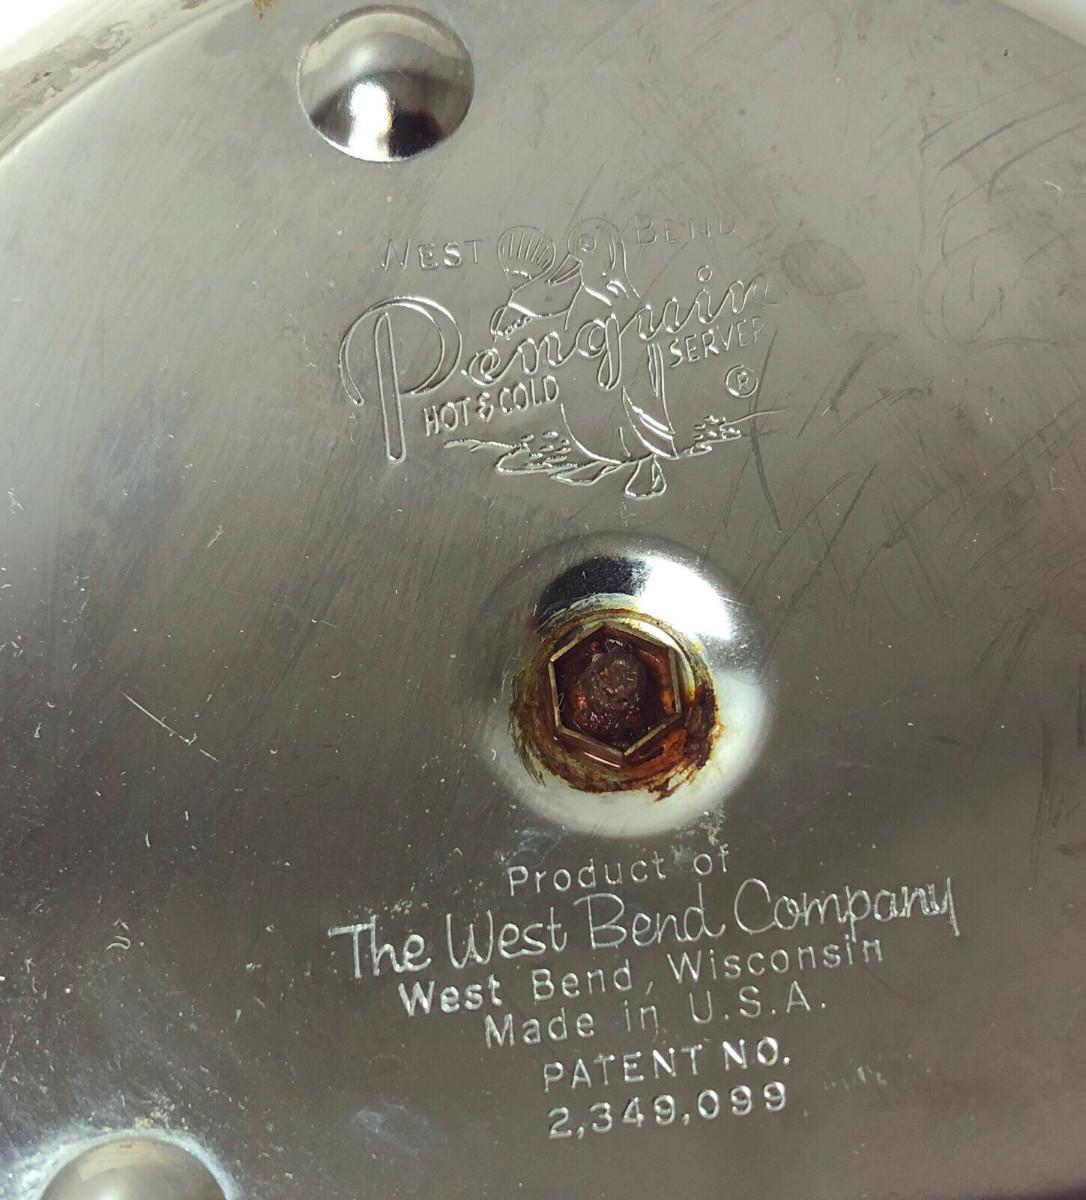 WEST BEND
Penguin
HOT & COLD SERVER ®
Product of
The West Bend Company
West Bend, Wisconsin
Made in U.S.A.
PATENT NO.
2,349,099